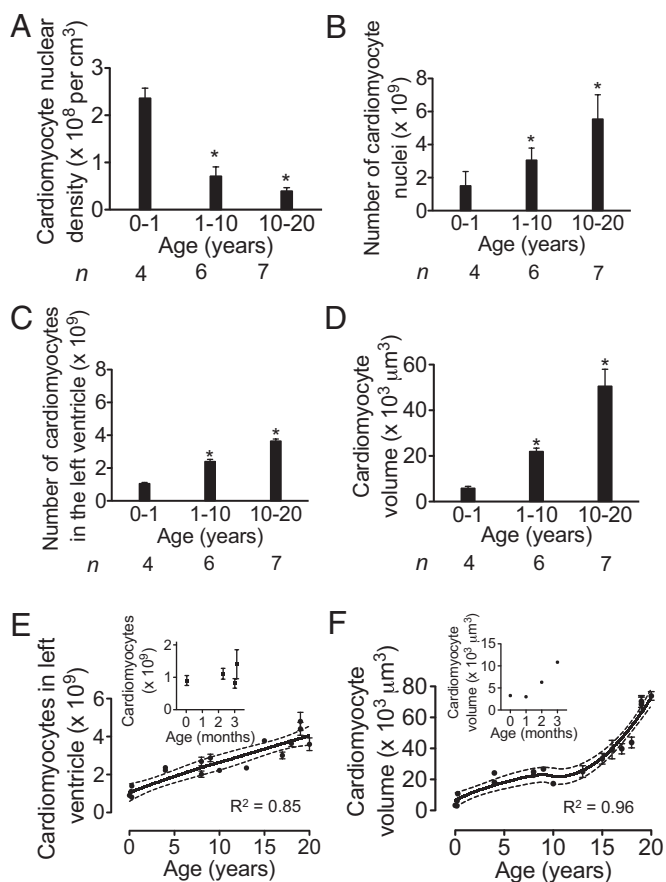 A
Cardiomyocyte nuclear
density (x 10⁸ per cm³)
3
2
1
0
0-1 1-10 10-20
* *
Age (years)
n 4 6 7
B
Number of cardiomyocyte
nuclei (x 10⁹)
8
6
4
2
0
* *
0-1 1-10 10-20
Age (years)
4 6 7
C
Number of cardiomyocytes
in the left ventricle (x 10⁹)
8
6
4
2
0
* *
0-1 1-10 10-20
Age (years)
n 4 6 7
D
Cardiomyocyte
volume (x 10³ µm³)
60
40
20
0
* *
0-1 1-10 10-20
Age (years)
4 6 7
E
Cardiomyocytes in left
ventricle (x 10⁹)
8
6
4
2
0
Cardiomyocytes
(x 10⁹)
2
1
0
0 1 2 3
Age (months)
R² = 0.85
0 5 10 15 20
Age (years)
F
Cardiomyocyte
volume (x 10³ µm³)
80
60
40
20
0
Cardiomyocyte
volume (x 10³ µm³)
15
10
5
0
0 1 2 3
Age (months)
R² = 0.96
0 5 10 15 20
Age (years)